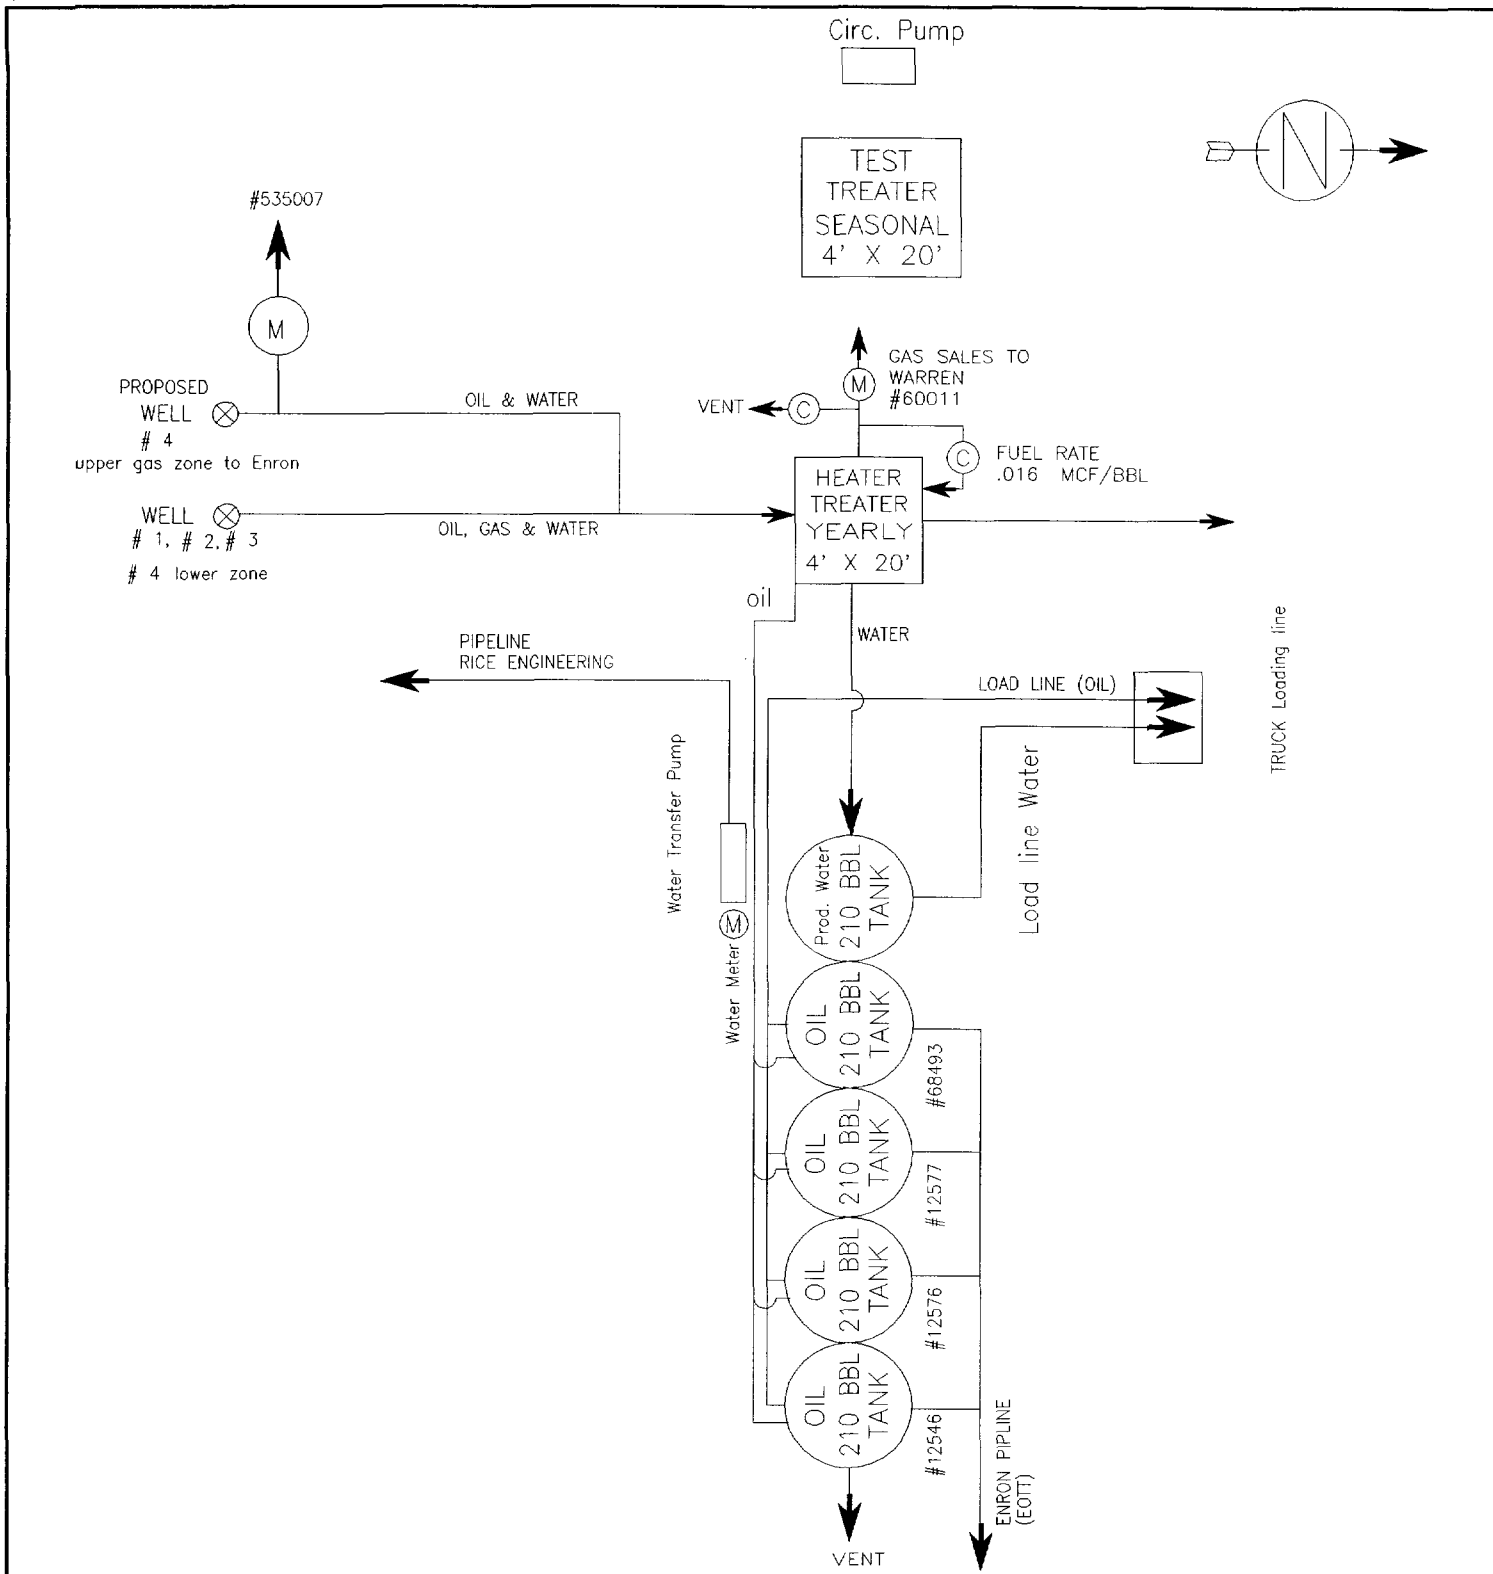 Circ. Pump
N
TEST
TREATER
SEASONAL
4' X 20'
#535007
M
PROPOSED
WELL
# 4
upper gas zone to Enron
OIL & WATER
WELL
# 1, # 2, # 3
# 4 lower zone
OIL, GAS & WATER
GAS SALES TO
WARREN
#60011
M
VENT
C
C
FUEL RATE
.016 MCF/BBL
HEATER
TREATER
YEARLY
4' X 20'
oil
WATER
PIPELINE
RICE ENGINEERING
LOAD LINE (OIL)
TRUCK Loading line
Load line Water
Water Transfer Pump
M
Water Meter
Prod. Water
210 BBL
TANK
OIL
210 BBL
TANK
#68493
OIL
210 BBL
TANK
#12577
OIL
210 BBL
TANK
#12576
OIL
210 BBL
TANK
#12546
ENRON PIPLINE
(EOTT)
VENT